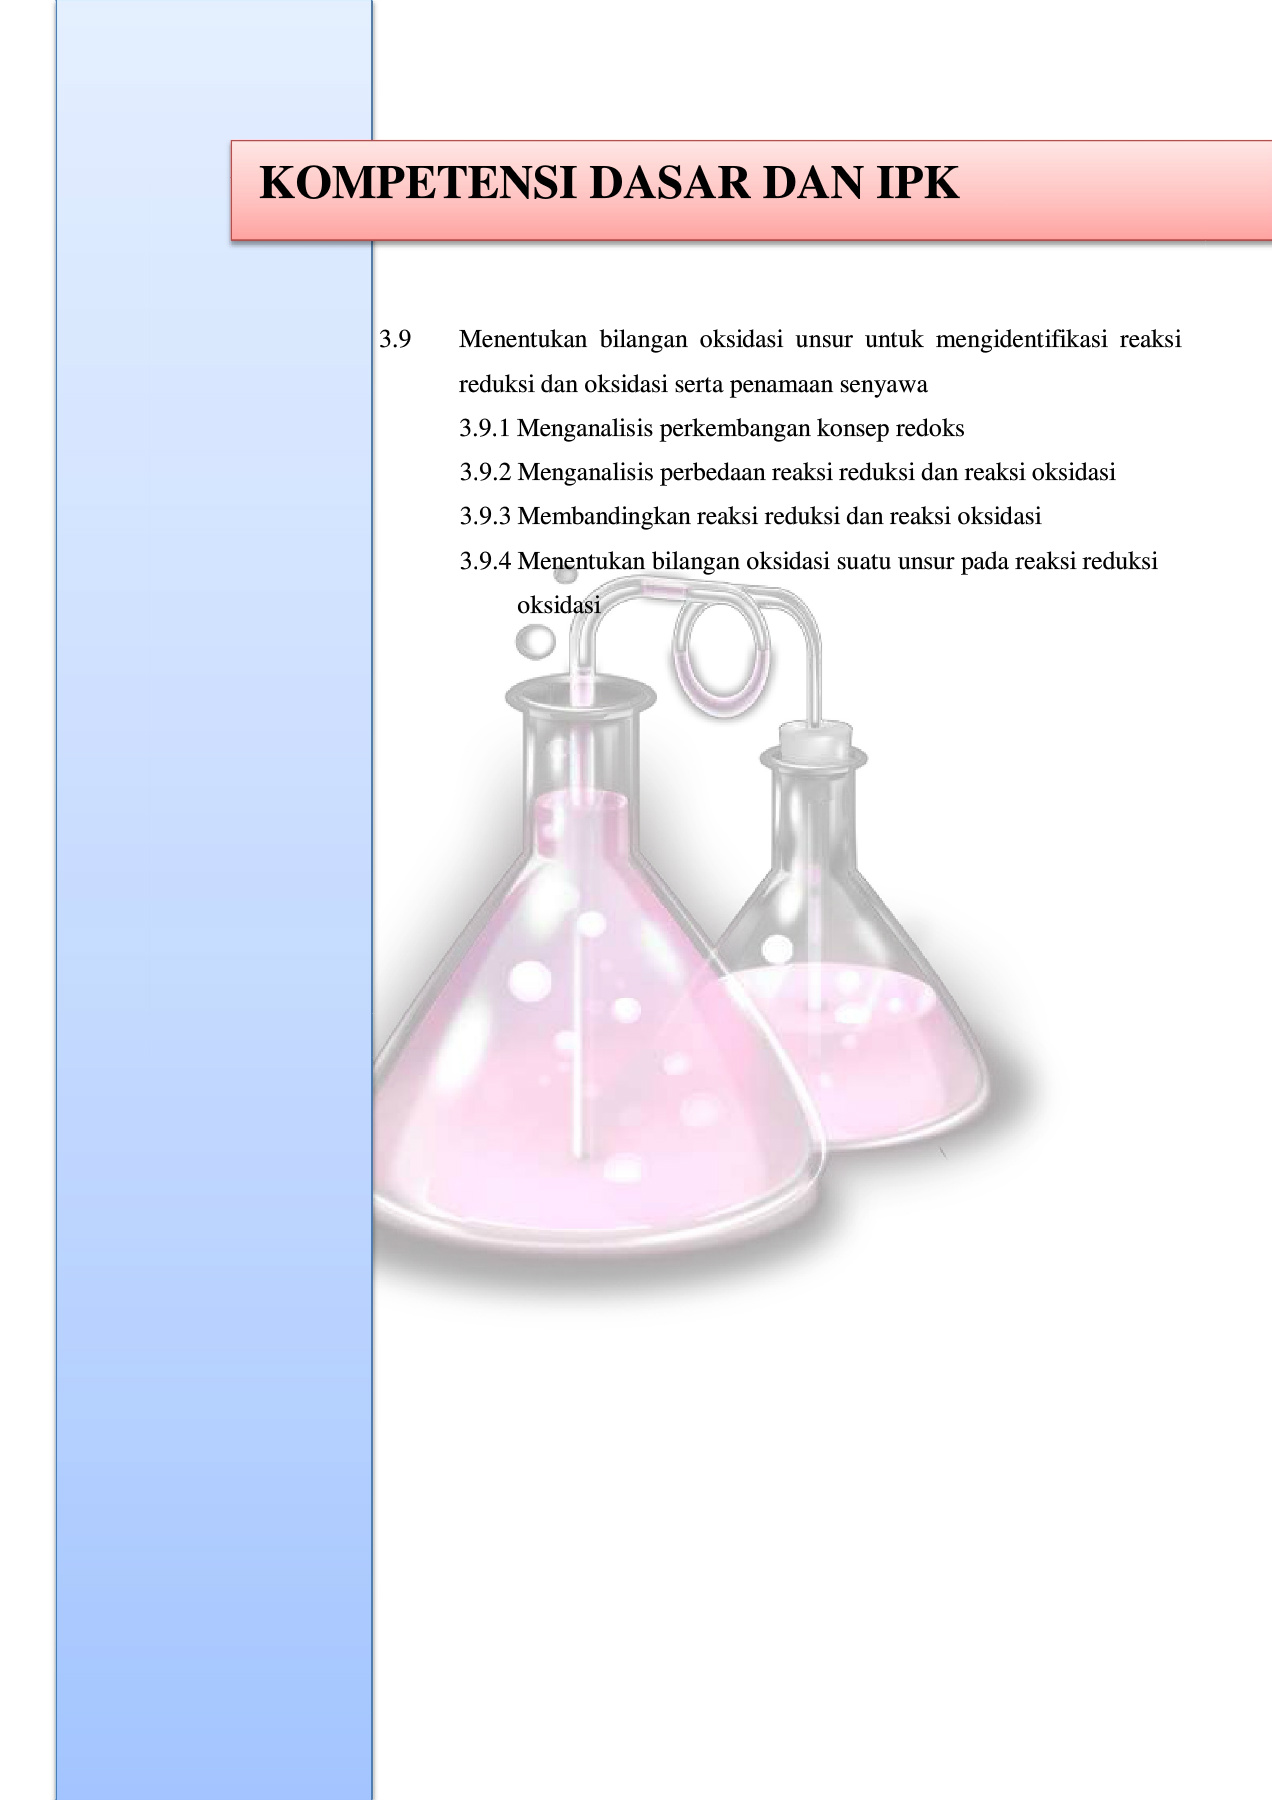 KOMPETENSI DASAR DAN IPK
3.9 Menentukan bilangan oksidasi unsur untuk mengidentifikasi reaksi
reduksi dan oksidasi serta penamaan senyawa
3.9.1 Menganalisis perkembangan konsep redoks
3.9.2 Menganalisis perbedaan reaksi reduksi dan reaksi oksidasi
3.9.3 Membandingkan reaksi reduksi dan reaksi oksidasi
3.9.4 Menentukan bilangan oksidasi suatu unsur pada reaksi reduksi
oksidasi